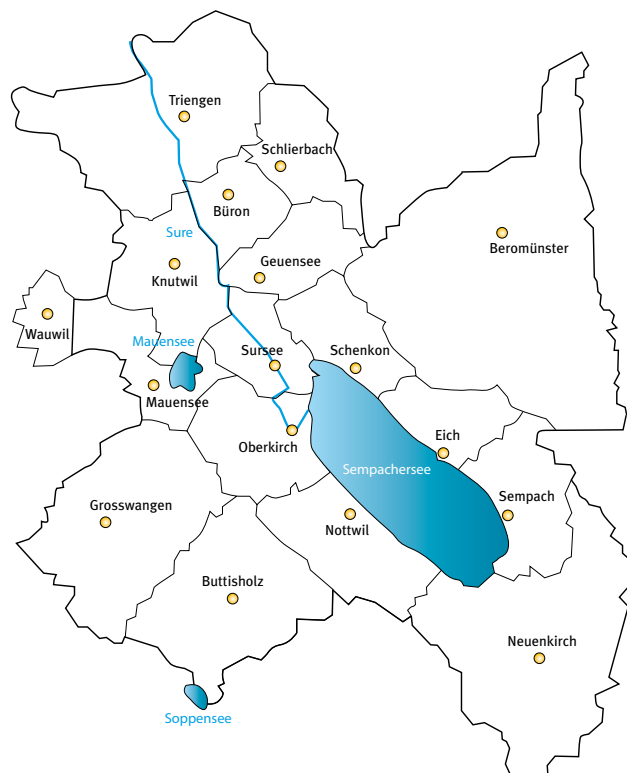 Triengen
Schlierbach
Büron
Sure
Beromünster
Geuensee
Knutwil
Wauwil
Mauensee
Sursee
Schenkon
Mauensee
Eich
Oberkirch
Sempachersee
Sempach
Grosswangen
Nottwil
Buttisholz
Neuenkirch
Soppensee